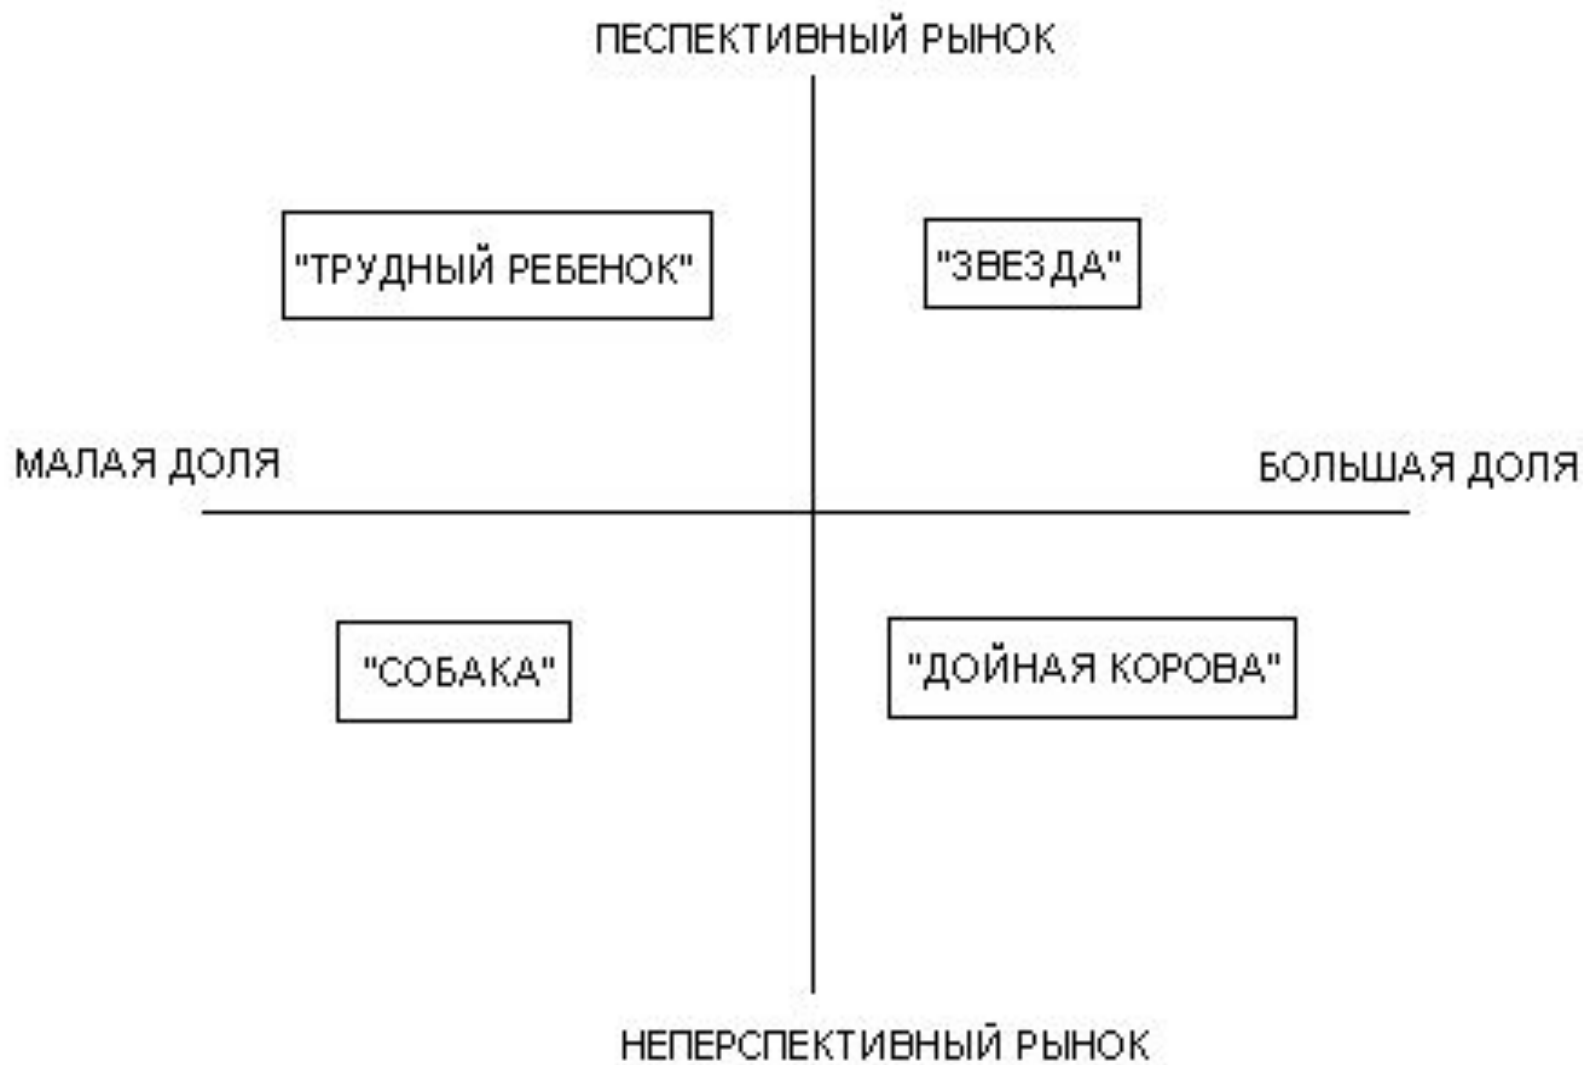 ПЕСПЕКТИВНЫЙ РЫНОК
"ТРУДНЫЙ РЕБЕНОК"
"ЗВЕЗДА"
МАЛАЯ ДОЛЯ
БОЛЬШАЯ ДОЛЯ
"СОБАКА"
"ДОЙНАЯ КОРОВА"
НЕПЕРСПЕКТИВНЫЙ РЫНОК